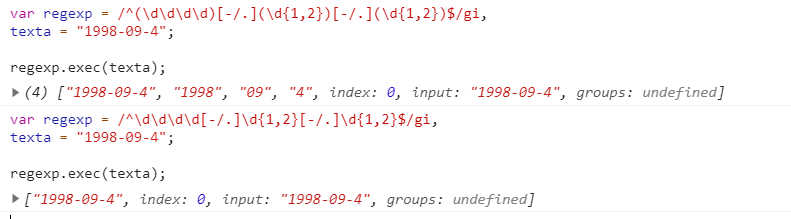 var regexp = /^(\d\d\d\d)[-/.](\d{1,2})[-/.](\d{1,2})$/gi,
texta = "1998-09-4";
regexp.exec(texta);
▶ (4) ["1998-09-4", "1998", "09", "4", index: 0, input: "1998-09-4", groups: undefined]
var regexp = /^\d\d\d\d[-/.]\d{1,2}[-/.]\d{1,2}$/gi,
texta = "1998-09-4";
regexp.exec(texta);
▶ ["1998-09-4", index: 0, input: "1998-09-4", groups: undefined]